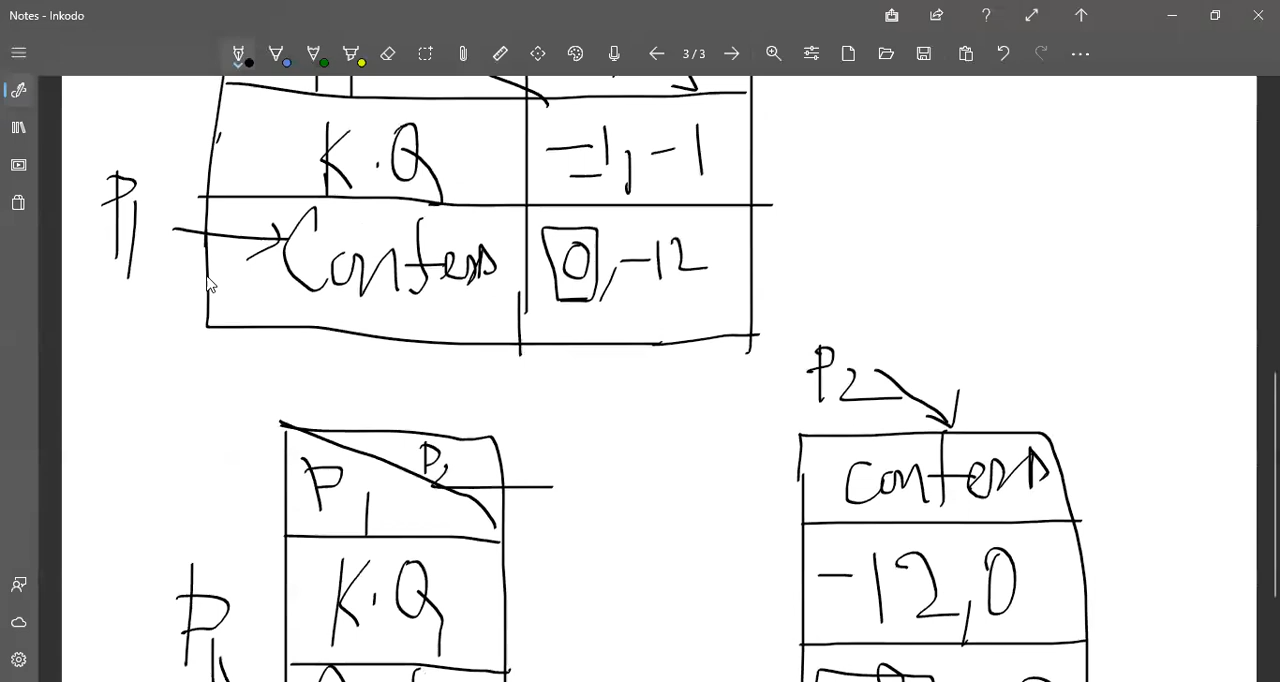 Notes - Inkodo
3/3
K.Q -1, -1
P1
Confess 0, -12
P2
P1 P2
Confess
K.Q -12, 0
P1